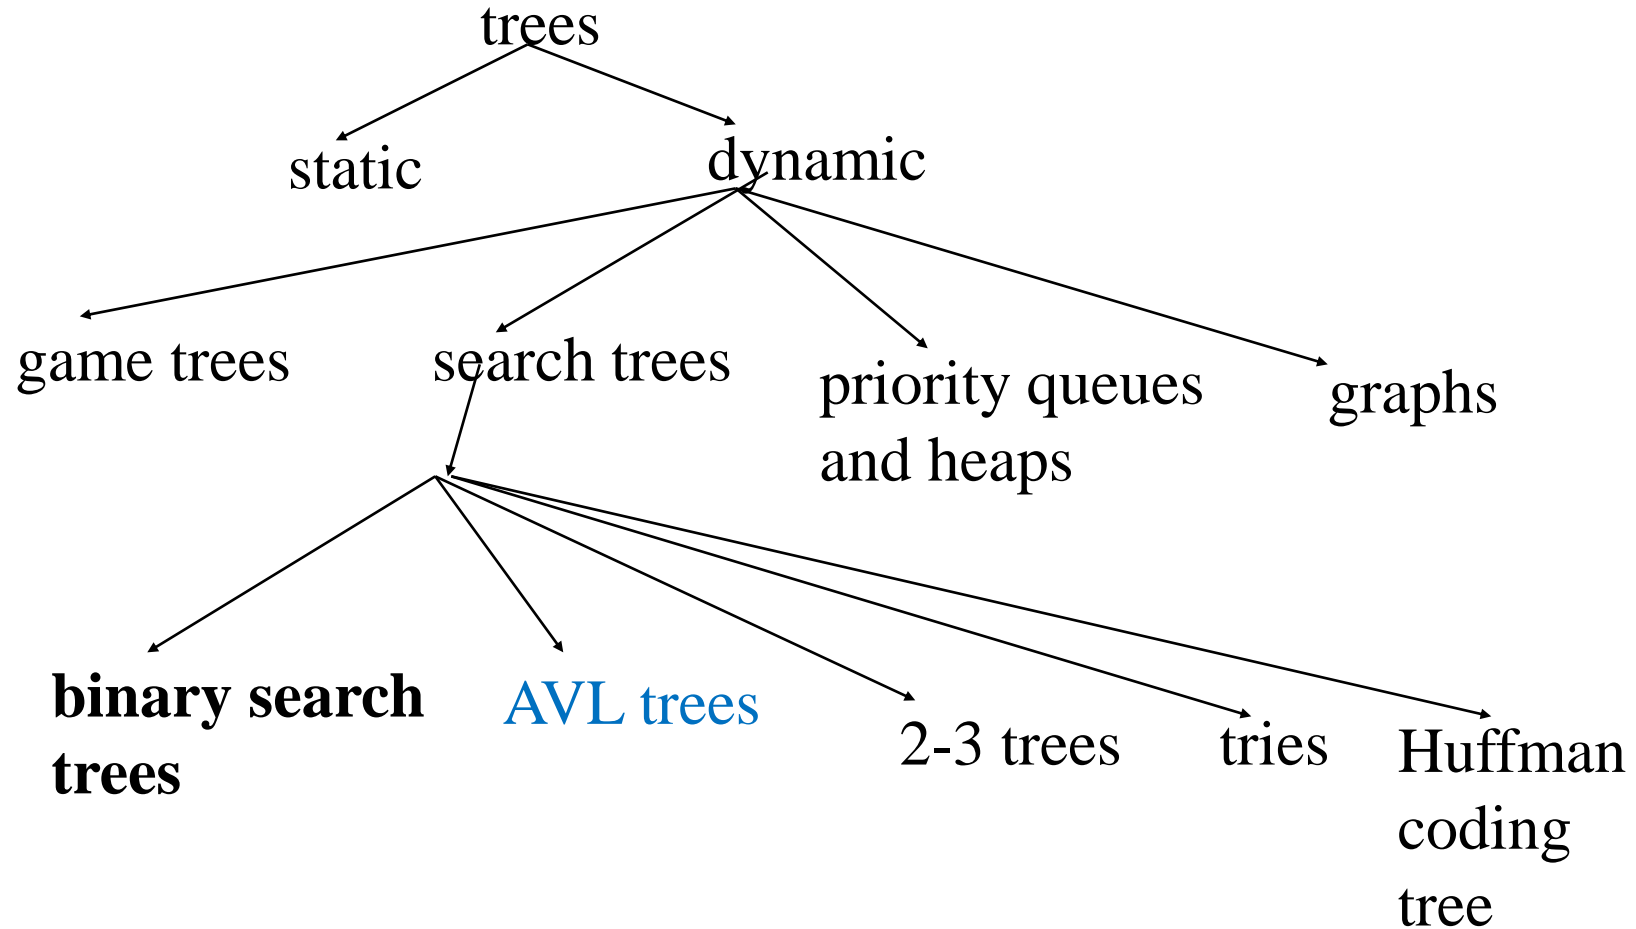 trees
static
dynamic
game trees
search trees
priority queues
and heaps
graphs
binary search
trees
AVL trees
2-3 trees
tries
Huffman
coding
tree